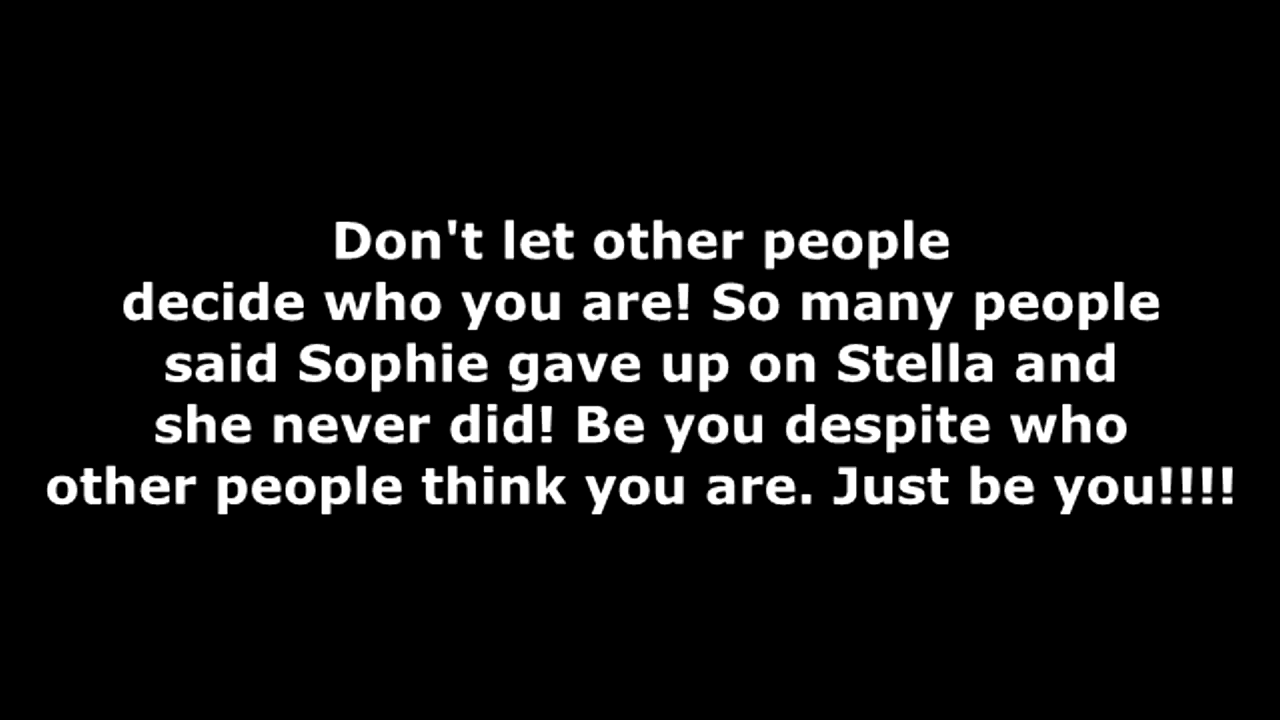 Don't let other people
decide who you are! So many people
said Sophie gave up on Stella and
she never did! Be you despite who
other people think you are. Just be you!!!!